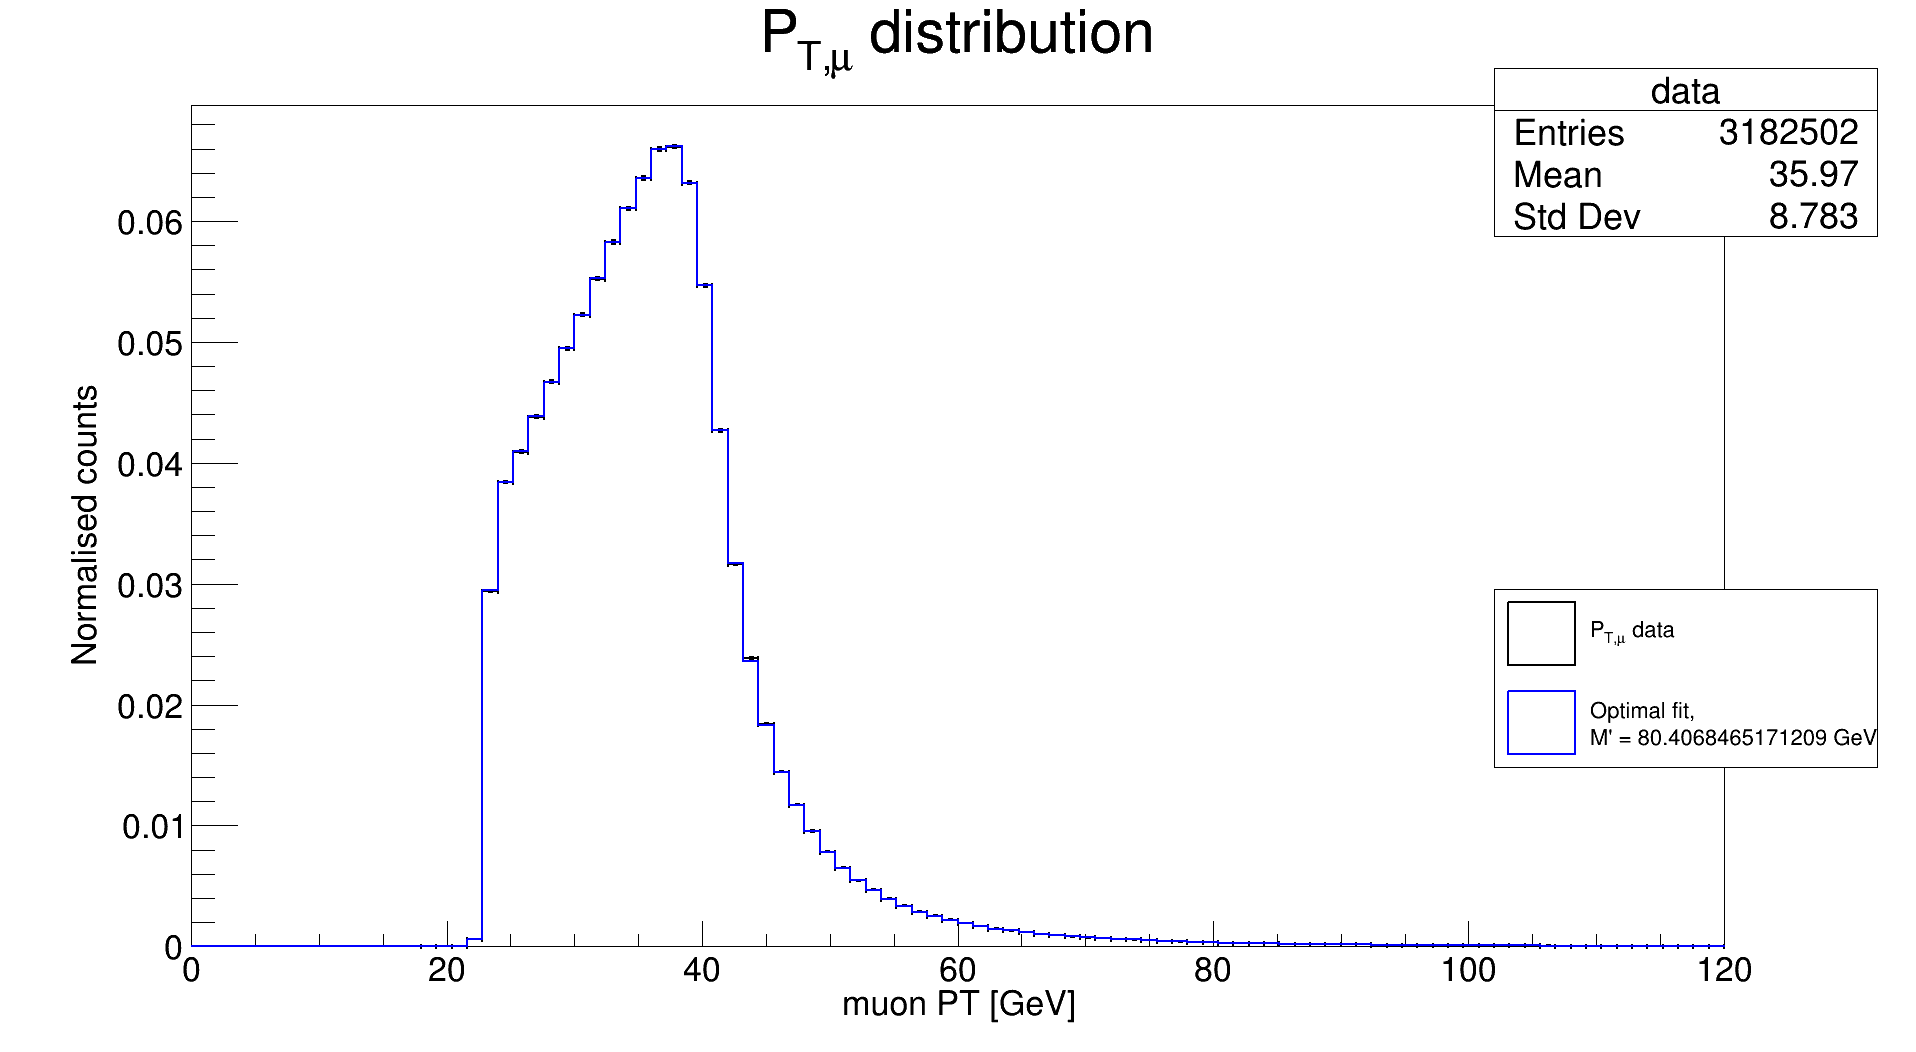 P_T,μ distribution
data
Entries 3182502
Mean 35.97
Std Dev 8.783
Normalised counts
0.06
0.05
0.04
0.03
0.02
0.01
0
0 20 40 60 80 100 120
muon PT [GeV]
P_T,μ data
Optimal fit,
M' = 80.4068465171209 GeV